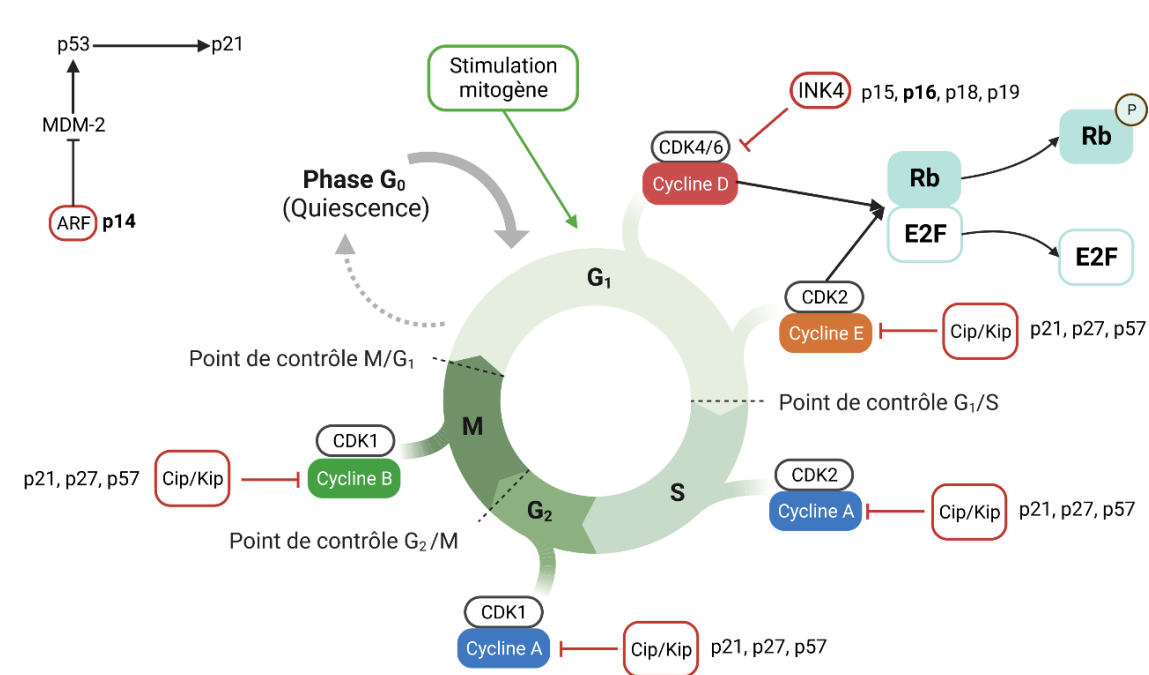 p53
p21
MDM-2
ARF
p14
Stimulation
mitogène
Phase G₀
(Quiescence)
INK4
p15, p16, p18, p19
CDK4/6
Cycline D
Rb
E2F
P
Rb
E2F
G₁
CDK2
Cycline E
Cip/Kip
p21, p27, p57
Point de contrôle M/G₁
Point de contrôle G₁/S
M
CDK1
Cycline B
Cip/Kip
p21, p27, p57
S
CDK2
Cycline A
Cip/Kip
p21, p27, p57
G₂
Point de contrôle G₂/M
CDK1
Cycline A
Cip/Kip
p21, p27, p57